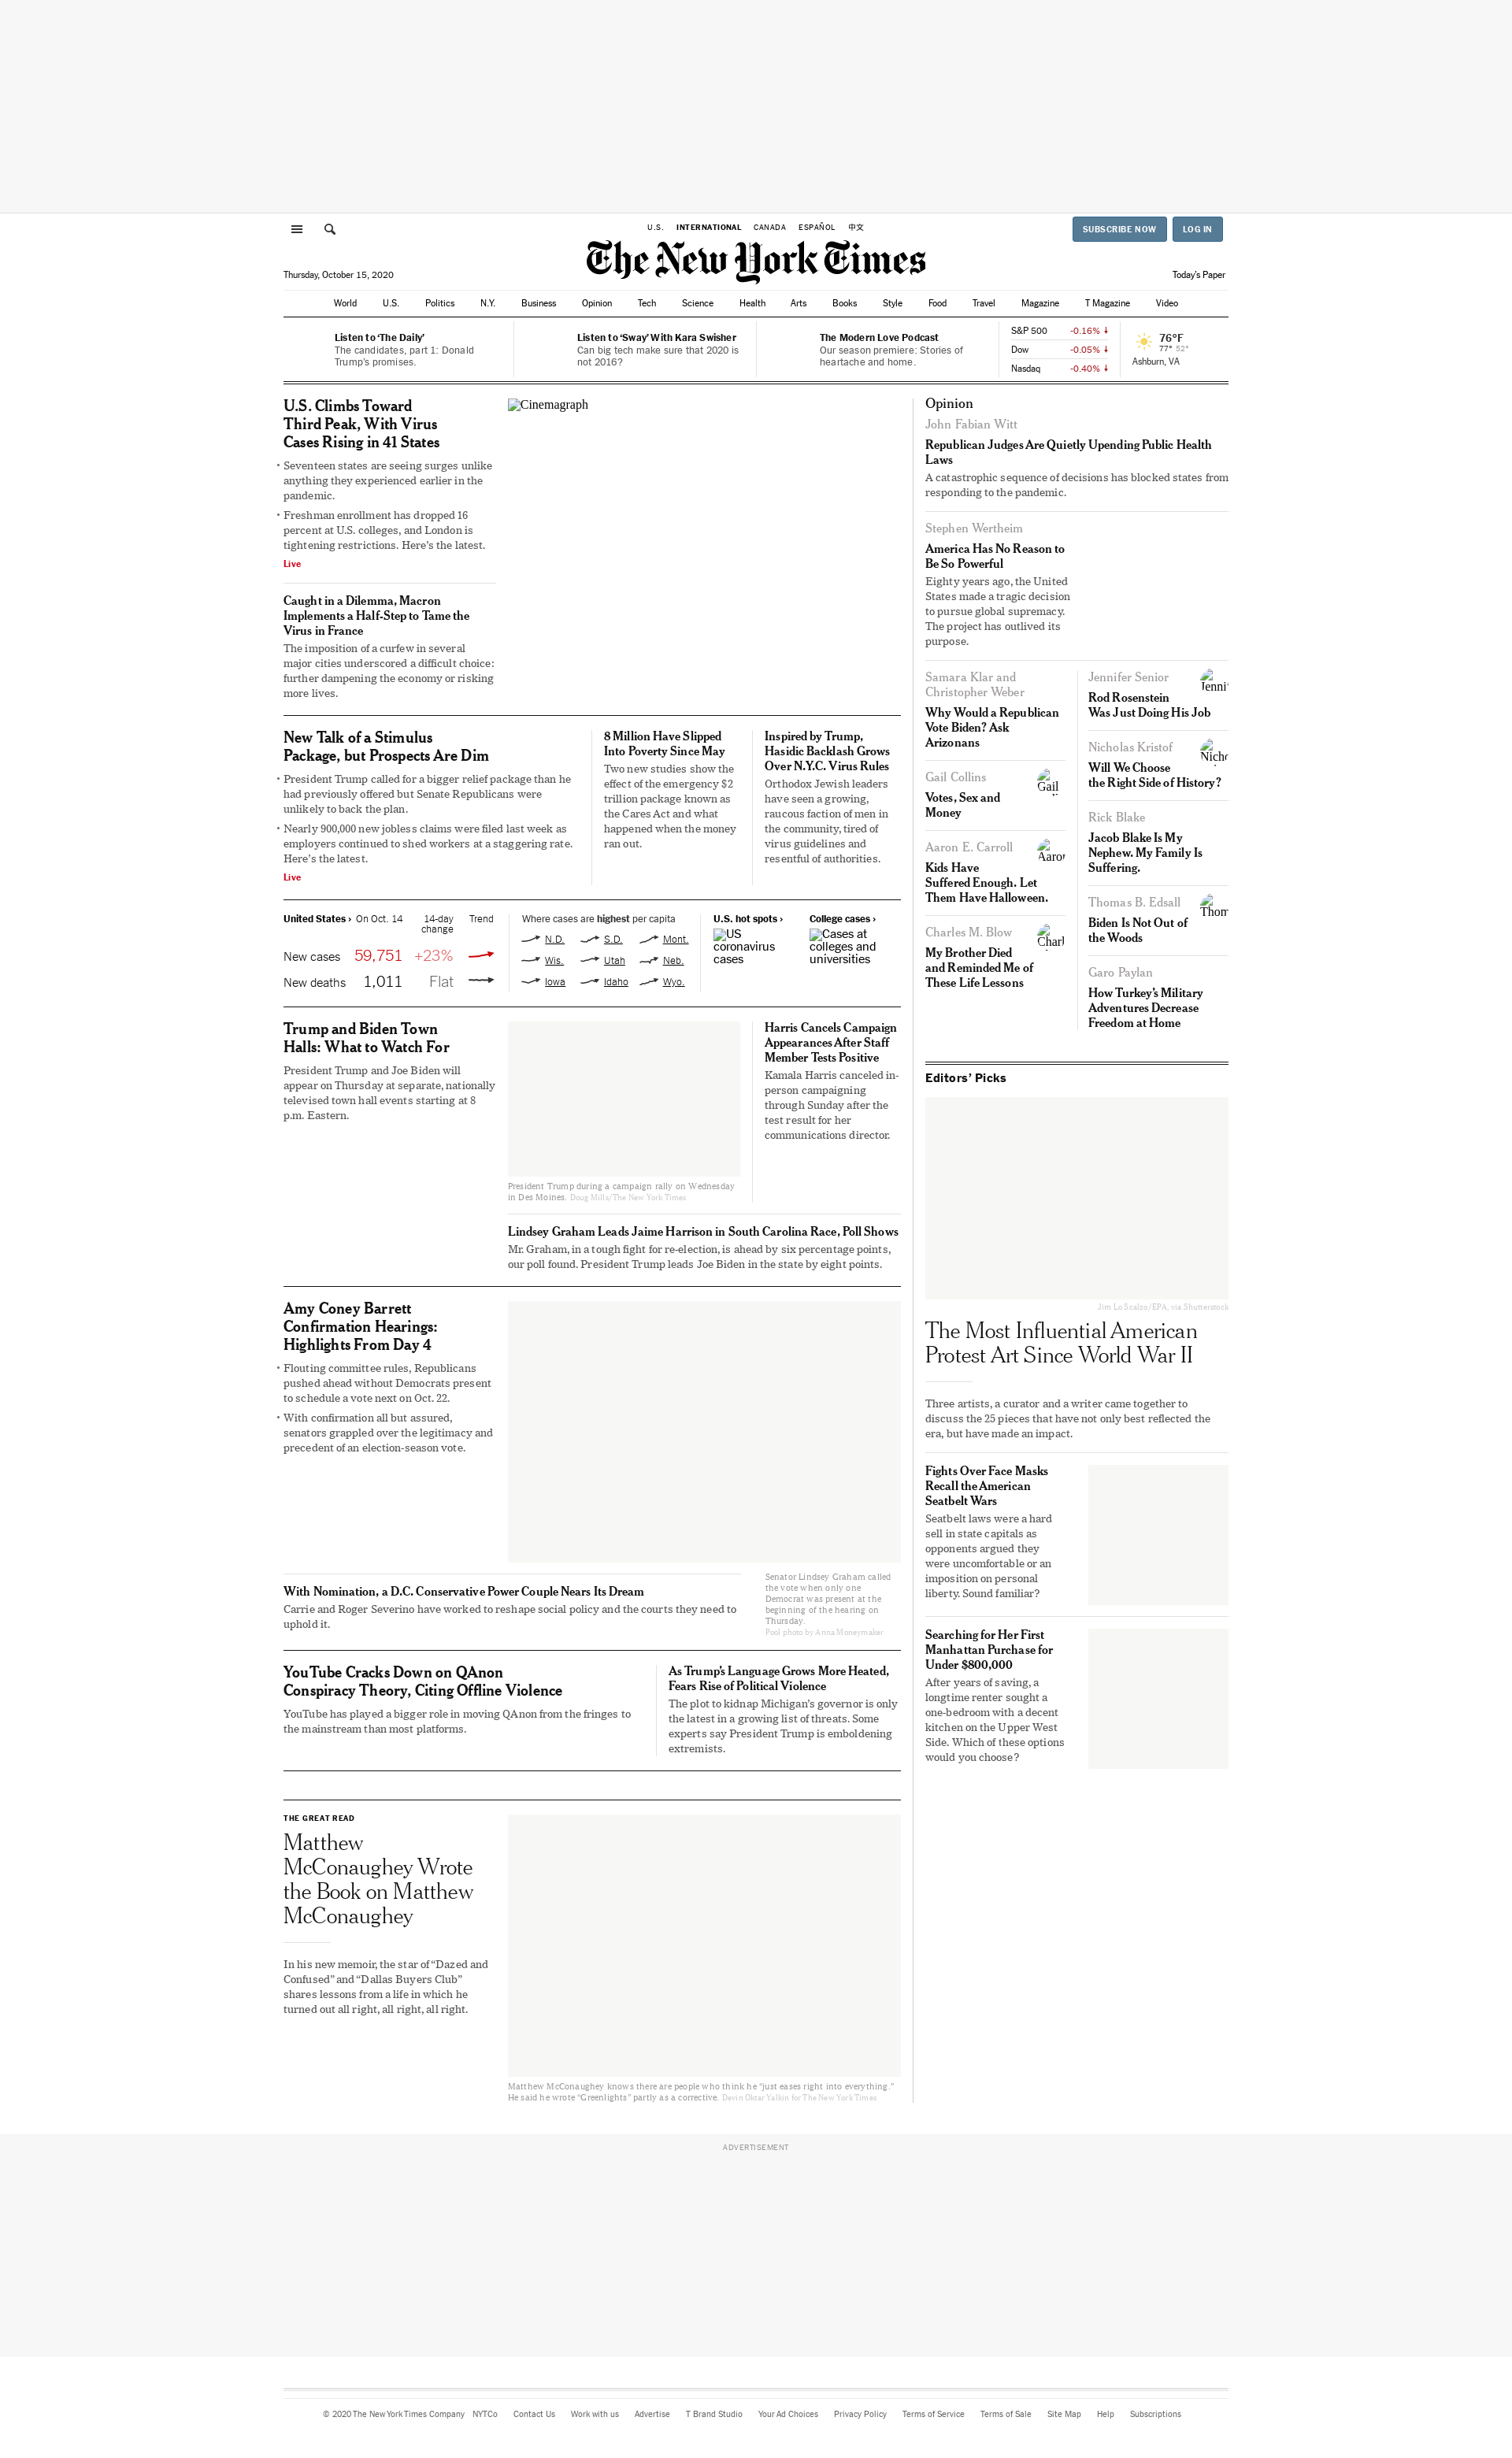 U.S. INTERNATIONAL CANADA ESPAÑOL 中文
SUBSCRIBE NOW LOG IN
The New York Times
Thursday, October 15, 2020
Today's Paper
World U.S. Politics N.Y. Business Opinion Tech Science Health Arts Books Style Food Travel Magazine T Magazine Video
Listen to ‘The Daily’
The candidates, part 1: Donald
Trump's promises.
Listen to ‘Sway’ With Kara Swisher
Can big tech make sure that 2020 is
not 2016?
The Modern Love Podcast
Our season premiere: Stories of
heartache and home.
S&P 500 -0.16%
Dow -0.05%
Nasdaq -0.40%
76°F
77° 52°
Ashburn, VA
U.S. Climbs Toward
Third Peak, With Virus
Cases Rising in 41 States
• Seventeen states are seeing surges unlike
anything they experienced earlier in the
pandemic.
• Freshman enrollment has dropped 16
percent at U.S. colleges, and London is
tightening restrictions. Here's the latest.
Live
Caught in a Dilemma, Macron
Implements a Half-Step to Tame the
Virus in France
The imposition of a curfew in several
major cities underscored a difficult choice:
further dampening the economy or risking
more lives.
Cinemagraph
New Talk of a Stimulus
Package, but Prospects Are Dim
• President Trump called for a bigger relief package than he
had previously offered but Senate Republicans were
unlikely to back the plan.
• Nearly 900,000 new jobless claims were filed last week as
employers continued to shed workers at a staggering rate.
Here's the latest.
Live
8 Million Have Slipped
Into Poverty Since May
Two new studies show the
effect of the emergency $2
trillion package known as
the Cares Act and what
happened when the money
ran out.
Inspired by Trump,
Hasidic Backlash Grows
Over N.Y.C. Virus Rules
Orthodox Jewish leaders
have seen a growing,
raucous faction of men in
the community, tired of
virus guidelines and
resentful of authorities.
United States › On Oct. 14 14-day
change Trend
New cases 59,751 +23%
New deaths 1,011 Flat
Where cases are highest per capita
N.D. S.D. Mont.
Wis. Utah Neb.
Iowa Idaho Wyo.
U.S. hot spots ›
US
coronavirus
cases
College cases ›
Cases at
colleges and
universities
Trump and Biden Town
Halls: What to Watch For
President Trump and Joe Biden will
appear on Thursday at separate, nationally
televised town hall events starting at 8
p.m. Eastern.
President Trump during a campaign rally on Wednesday
in Des Moines. Doug Mills/The New York Times
Harris Cancels Campaign
Appearances After Staff
Member Tests Positive
Kamala Harris canceled in-
person campaigning
through Sunday after the
test result for her
communications director.
Lindsey Graham Leads Jaime Harrison in South Carolina Race, Poll Shows
Mr. Graham, in a tough fight for re-election, is ahead by six percentage points,
our poll found. President Trump leads Joe Biden in the state by eight points.
Amy Coney Barrett
Confirmation Hearings:
Highlights From Day 4
• Flouting committee rules, Republicans
pushed ahead without Democrats present
to schedule a vote next on Oct. 22.
• With confirmation all but assured,
senators grappled over the legitimacy and
precedent of an election-season vote.
With Nomination, a D.C. Conservative Power Couple Nears Its Dream
Carrie and Roger Severino have worked to reshape social policy and the courts they need to
uphold it.
Senator Lindsey Graham called
the vote when only one
Democrat was present at the
beginning of the hearing on
Thursday.
Pool photo by Anna Moneymaker
YouTube Cracks Down on QAnon
Conspiracy Theory, Citing Offline Violence
YouTube has played a bigger role in moving QAnon from the fringes to
the mainstream than most platforms.
As Trump's Language Grows More Heated,
Fears Rise of Political Violence
The plot to kidnap Michigan's governor is only
the latest in a growing list of threats. Some
experts say President Trump is emboldening
extremists.
THE GREAT READ
Matthew
McConaughey Wrote
the Book on Matthew
McConaughey
In his new memoir, the star of “Dazed and
Confused” and “Dallas Buyers Club”
shares lessons from a life in which he
turned out all right, all right, all right.
Matthew McConaughey knows there are people who think he “just eases right into everything.”
He said he wrote “Greenlights” partly as a corrective. Devin Oktar Yalkin for The New York Times
Opinion
John Fabian Witt
Republican Judges Are Quietly Upending Public Health
Laws
A catastrophic sequence of decisions has blocked states from
responding to the pandemic.
Stephen Wertheim
America Has No Reason to
Be So Powerful
Eighty years ago, the United
States made a tragic decision
to pursue global supremacy.
The project has outlived its
purpose.
Samara Klar and
Christopher Weber
Why Would a Republican
Vote Biden? Ask
Arizonans
Gail Collins
Gail
Votes, Sex and
Money
Aaron E. Carroll
Aaron
Kids Have
Suffered Enough. Let
Them Have Halloween.
Charles M. Blow
Charl
My Brother Died
and Reminded Me of
These Life Lessons
Jennifer Senior
Jenni
Rod Rosenstein
Was Just Doing His Job
Nicholas Kristof
Nicho
Will We Choose
the Right Side of History?
Rick Blake
Jacob Blake Is My
Nephew. My Family Is
Suffering.
Thomas B. Edsall
Thom
Biden Is Not Out of
the Woods
Garo Paylan
How Turkey's Military
Adventures Decrease
Freedom at Home
Editors’ Picks
Jim Lo Scalzo/EPA, via Shutterstock
The Most Influential American
Protest Art Since World War II
Three artists, a curator and a writer came together to
discuss the 25 pieces that have not only best reflected the
era, but have made an impact.
Fights Over Face Masks
Recall the American
Seatbelt Wars
Seatbelt laws were a hard
sell in state capitals as
opponents argued they
were uncomfortable or an
imposition on personal
liberty. Sound familiar?
Searching for Her First
Manhattan Purchase for
Under $800,000
After years of saving, a
longtime renter sought a
one-bedroom with a decent
kitchen on the Upper West
Side. Which of these options
would you choose?
ADVERTISEMENT
© 2020 The New York Times Company NYTCo Contact Us Work with us Advertise T Brand Studio Your Ad Choices Privacy Policy Terms of Service Terms of Sale Site Map Help Subscriptions